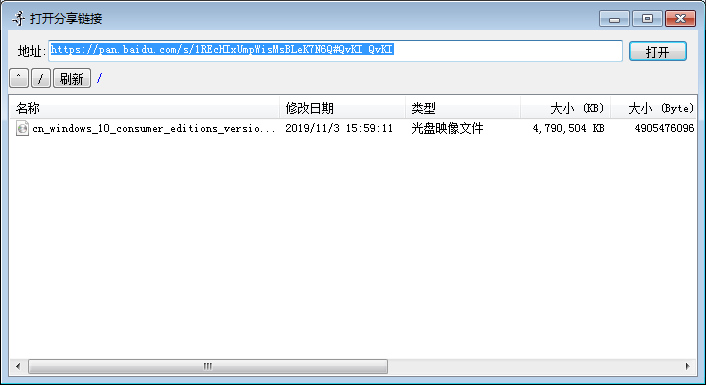 打开分享链接
地址: https://pan.baidu.com/s/1REcHIxUmpWisMsBLeK7N6Q#QvKI QvKI 打开
^ / 刷新 /
名称 修改日期 类型 大小 (KB) 大小 (Byte)
cn_windows_10_consumer_editions_versio... 2019/11/3 15:59:11 光盘映像文件 4,790,504 KB 4905476096